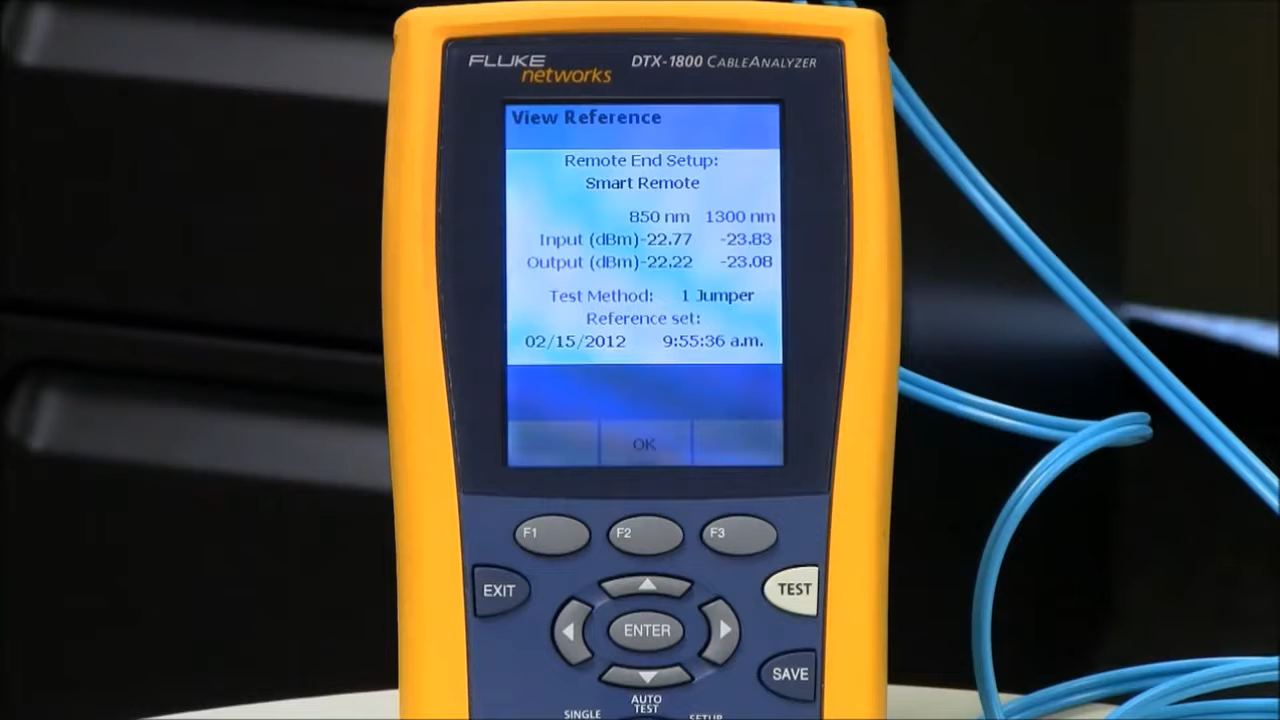 FLUKE networks
DTX-1800 CABLEANALYZER
View Reference
Remote End Setup:
Smart Remote
850 nm 1300 nm
Input (dBm)-22.77 -23.83
Output (dBm)-22.22 -23.08
Test Method: 1 Jumper
Reference set:
02/15/2012 9:55:36 a.m.
OK
F1 F2 F3
EXIT
TEST
ENTER
SAVE
AUTO
TEST
SINGLE
SETUP